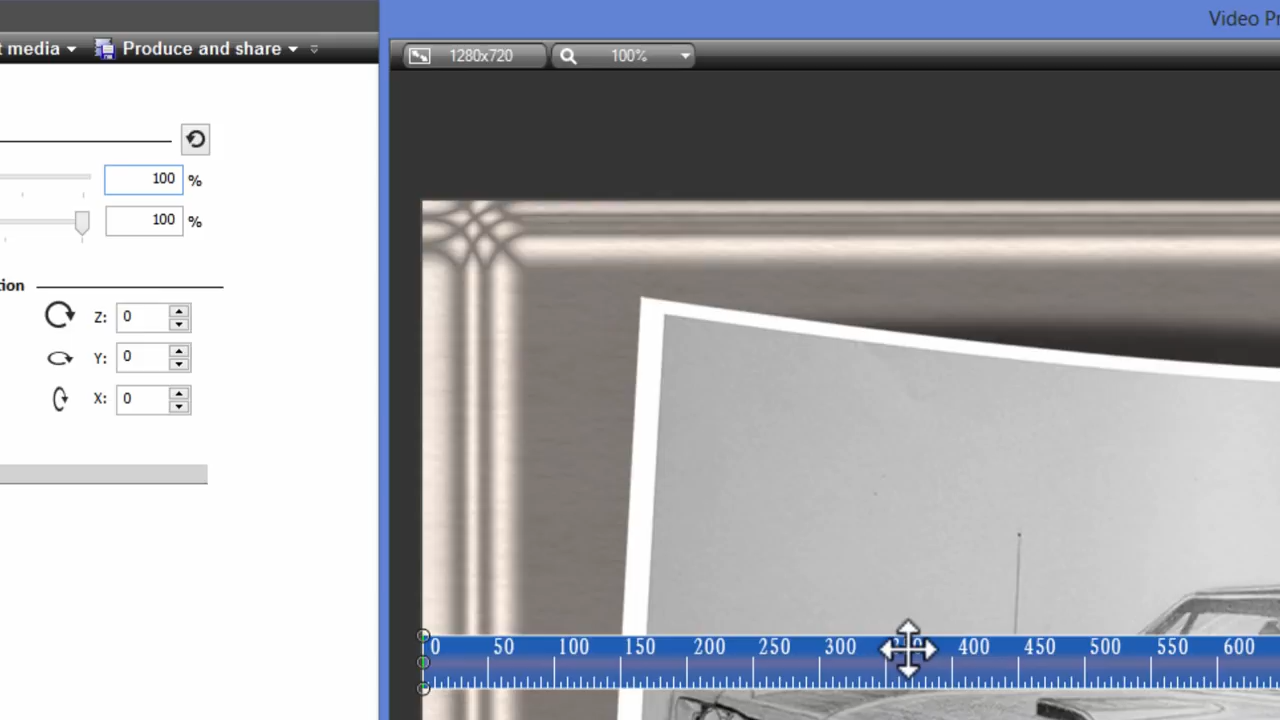 Video Pr
t media
Produce and share
1280x720
100%
100 %
100 %
tion
Z: 0
Y: 0
X: 0
0 50 100 150 200 250 300 400 450 500 550 600